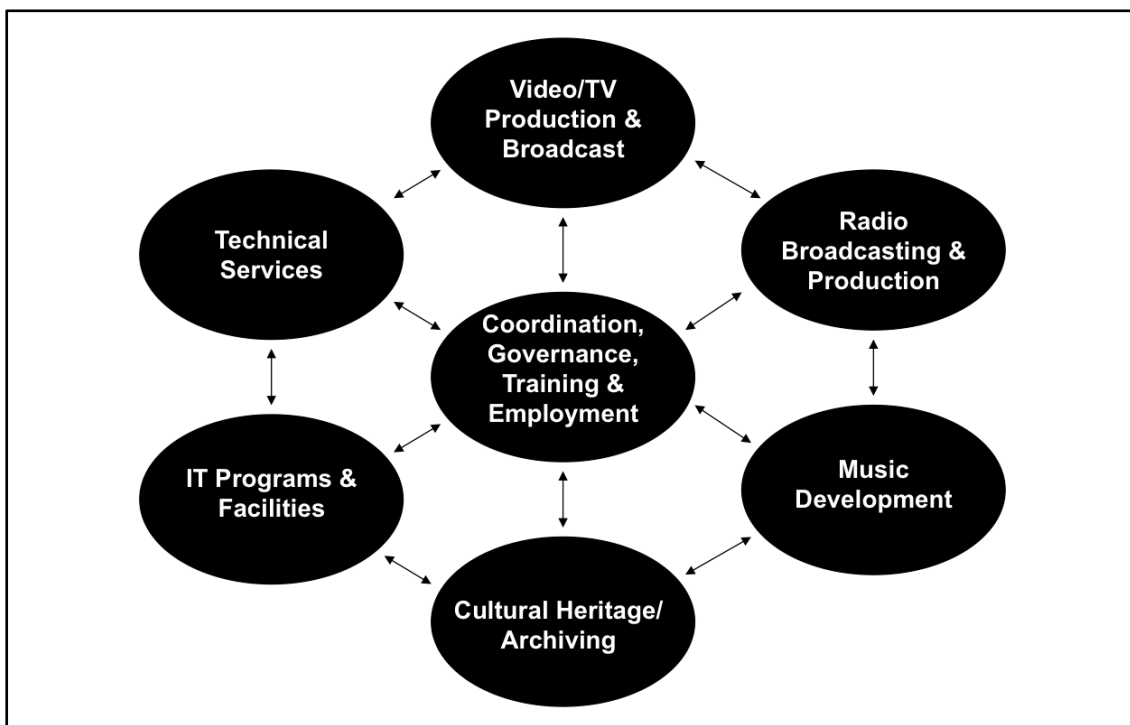 Video/TV
Production &
Broadcast
Technical
Services
Radio
Broadcasting &
Production
Coordination,
Governance,
Training &
Employment
IT Programs &
Facilities
Music
Development
Cultural Heritage/
Archiving